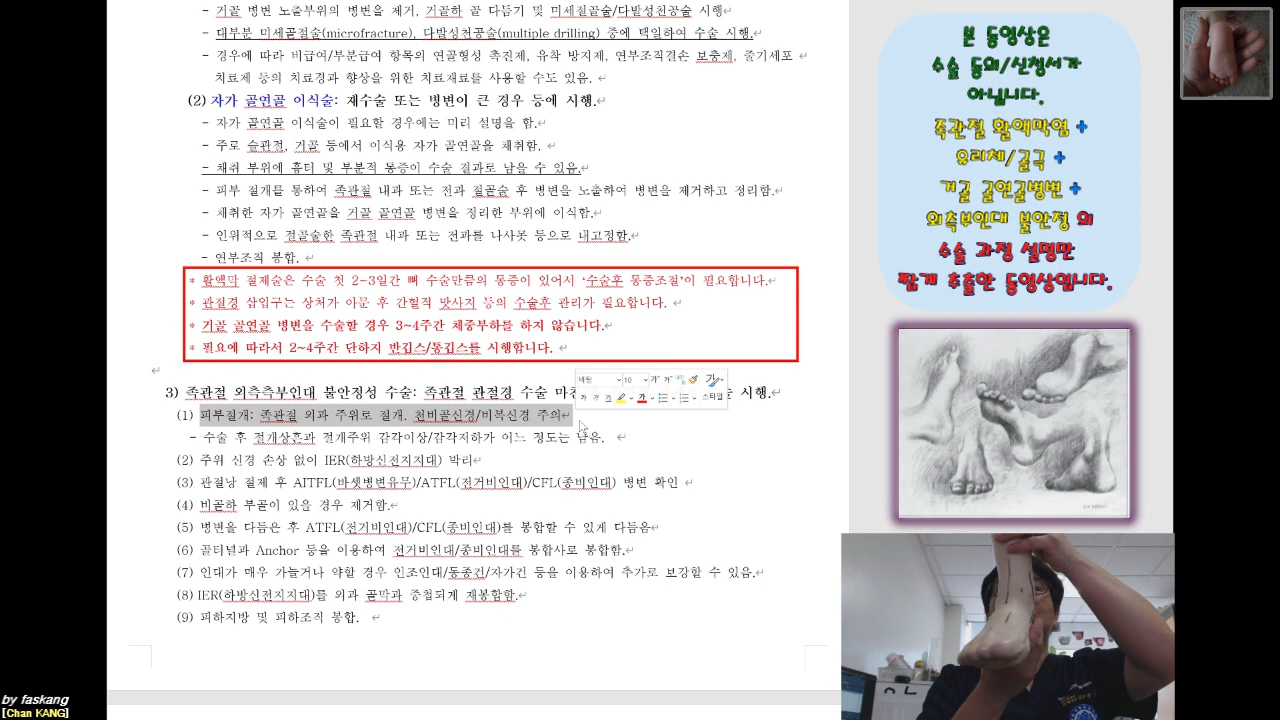 - 거골 병변 노출부위의 병변을 제거, 거골하 골 다듬기 및 미세절골술/다발성천공술 시행
- 대부분 미세골절술(microfracture), 다발성천공술(multiple drilling) 중에 택일하여 수술 시행.
- 경우에 따라 비급여/부분급여 항목의 연골형성 촉진제, 유착 방지제, 연부조직결손 보충제, 줄기세포
치료제 등의 치료경과 향상을 위한 치료재료를 사용할 수도 있음.
(2) 자가 골연골 이식술: 재수술 또는 병변이 큰 경우 등에 시행.
- 자가 골연골 이식술이 필요할 경우에는 미리 설명을 함.
- 주로 슬관절, 거골 등에서 이식용 자가 골연골을 채취함.
- 채취 부위에 흉터 및 부분적 통증이 수술 결과로 남을 수 있음.
- 피부 절개를 통하여 족관절 내과 또는 전과 절골술 후 병변을 노출하여 병변을 제거하고 정리함.
- 채취한 자가 골연골을 거골 골연골 병변을 정리한 부위에 이식함.
- 인위적으로 절골술한 족관절 내과 또는 전과를 나사못 등으로 내고정함.
- 연부조직 봉합.
* 활액막 절제술은 수술 첫 2~3일간 뼈 수술만큼의 통증이 있어서 '수술후 통증조절'이 필요합니다.
* 관절경 삽입구는 상처가 아문 후 간헐적 맛사지 등의 수술후 관리가 필요합니다.
* 거골 골연골 병변을 수술할 경우 3~4주간 체중부하를 하지 않습니다.
* 필요에 따라서 2~4주간 단하지 반깁스/통깁스를 시행합니다.
3) 족관절 외측측부인대 불안정성 수술: 족관절 관절경 수술 마친 시행.
바탕 10 가 가 가
가 가 가 가 스타일
(1) 피부절개: 족관절 외과 주위로 절개. 천비골신경/비복신경 주의
- 수술 후 절개상흔과 절개주위 감각이상/감각지하가 어느 정도는 남음.
(2) 주위 신경 손상 없이 IER(하방신전지지대) 박리
(3) 관절낭 절제 후 AITFL(바셋병변유무)/ATFL(전거비인대)/CFL(종비인대) 병변 확인
(4) 비골하 부골이 있을 경우 제거함.
(5) 병변을 다듬은 후 ATFL(전거비인대)/CFL(종비인대)를 봉합할 수 있게 다듬음
(6) 골터널과 Anchor 등을 이용하여 전거비인대/종비인대를 봉합사로 봉합함.
(7) 인대가 매우 가늘거나 약할 경우 인조인대/동종건/자가건 등을 이용하여 추가로 보강할 수 있음.
(8) IER(하방신전지지대)를 외과 골막과 중첩되게 재봉합함.
(9) 피하지방 및 피하조직 봉합.
본 동영상은
수술 동의/신청서가
아닙니다.
족관절 활액막염 +
유리체/골극 +
거골 골연골병변 +
외측부인대 불안정 의
수술 과정 설명만
짧게 추출한 동영상입니다.
by faskang
[Chan KANG]